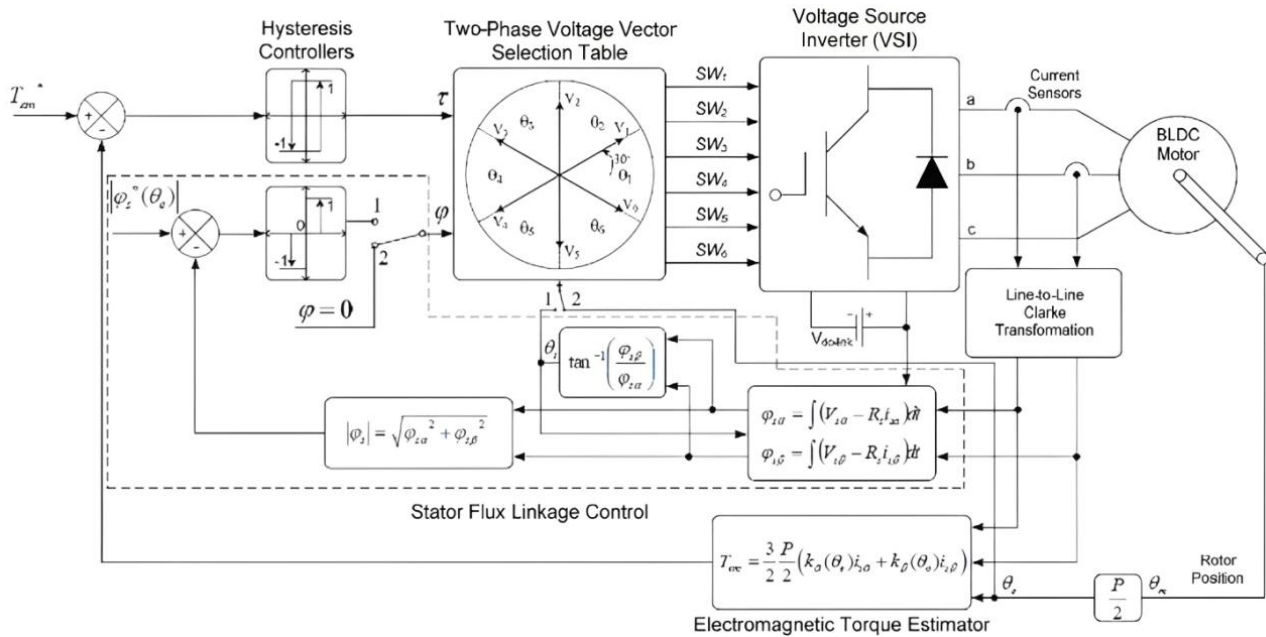 Hysteresis
Controllers
Two-Phase Voltage Vector
Selection Table
Voltage Source
Inverter (VSI)
Current
Sensors
BLDC
Motor
T_em*
+
-
1
-1
τ
V₂
V₁
V₃
V₄
V₅
V₆
θ₃
θ₂
θ₄
θ₁
θ₅
θ₆
30°
SW₁
SW₂
SW₃
SW₄
SW₅
SW₆
a
b
c
|φ_s*(θ_e)|
+
-
0
1
-1
1
2
φ
φ = 0
1
2
θ_s
tan⁻¹(φ_sβ/φ_sα)
V_dc-link
-
+
Line-to-Line
Clarke
Transformation
|φ_s| = √(φ_sα² + φ_sβ²)
φ_sα = ∫(V_sα − R_s i_sα)dt
φ_sβ = ∫(V_sβ − R_s i_sβ)dt
Stator Flux Linkage Control
T_em = 3/2 P/2 (k_α(θ_e)i_sα + k_β(θ_e)i_sβ)
θ_e
P/2
θ_m
Rotor
Position
Electromagnetic Torque Estimator